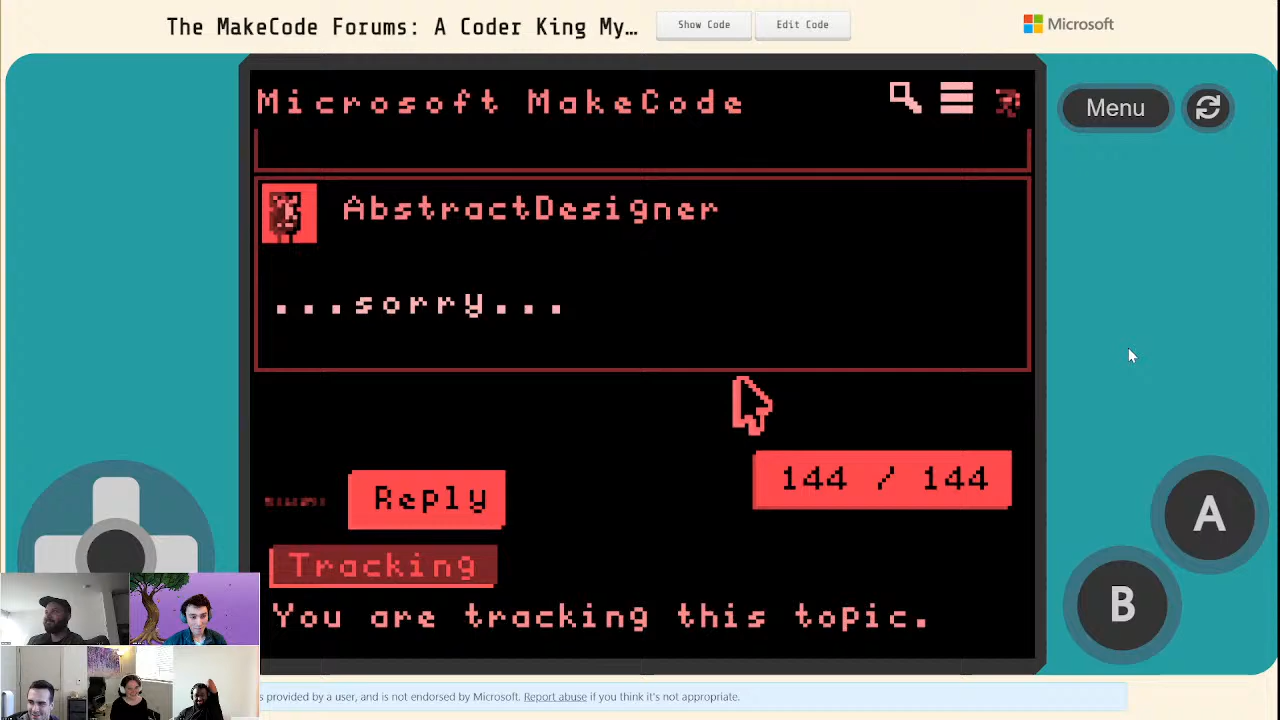 The MakeCode Forums: A Coder King My…
Show Code
Edit Code
Microsoft
Microsoft MakeCode
Menu
AbstractDesigner
...sorry...
144 / 144
Reply
Tracking
You are tracking this topic.
A
B
s provided by a user, and is not endorsed by Microsoft. Report abuse if you think it's not appropriate.